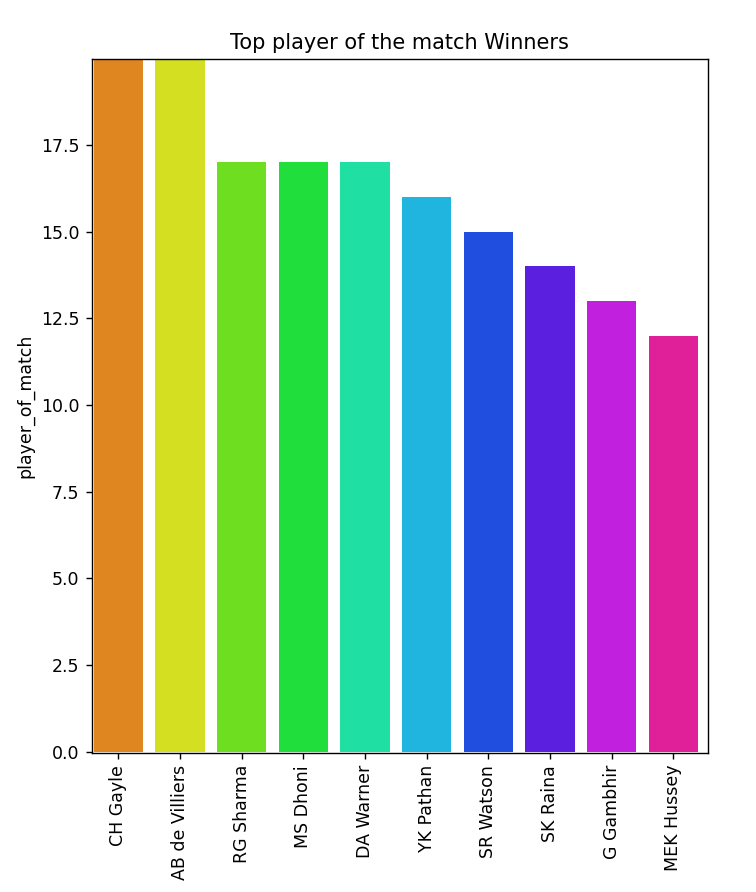 Top player of the match Winners
player_of_match
17.5
15.0
12.5
10.0
7.5
5.0
2.5
0.0
CH Gayle
AB de Villiers
RG Sharma
MS Dhoni
DA Warner
YK Pathan
SR Watson
SK Raina
G Gambhir
MEK Hussey